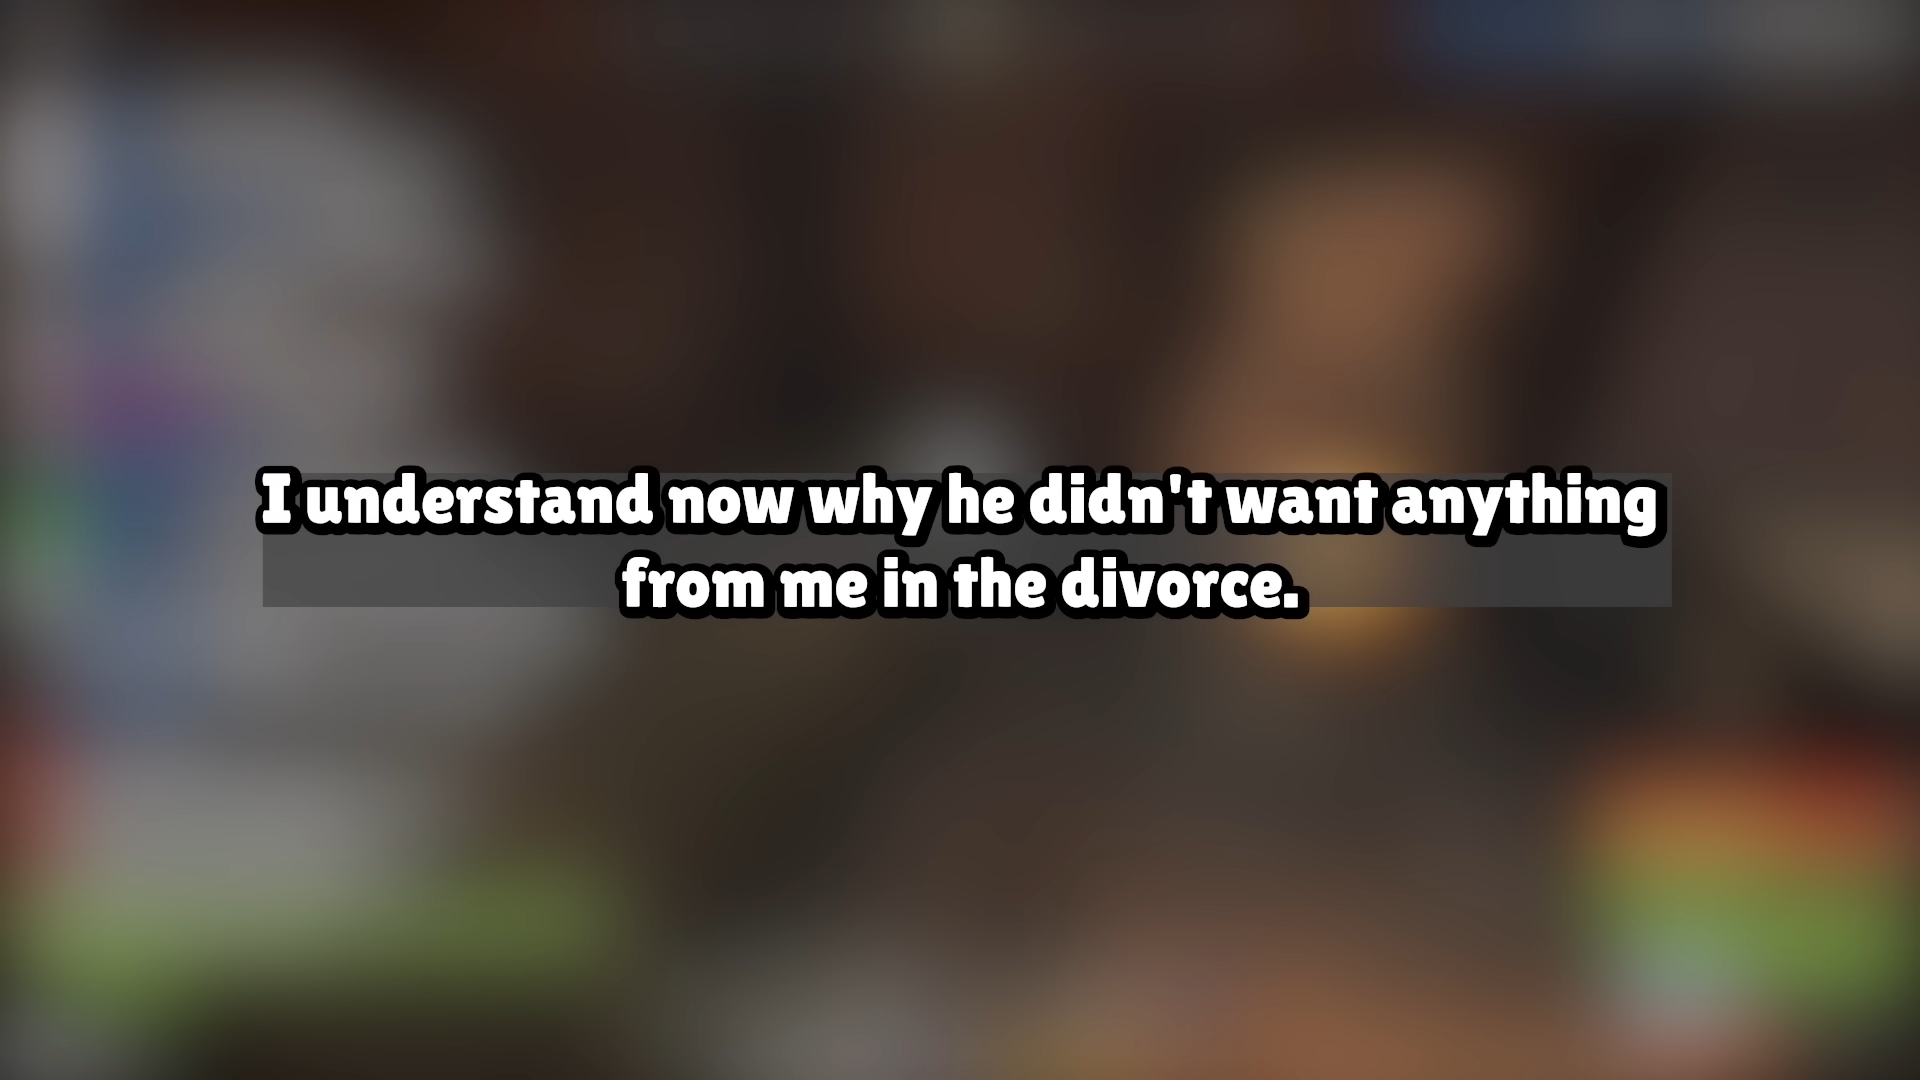 I understand now why he didn't want anything
from me in the divorce.